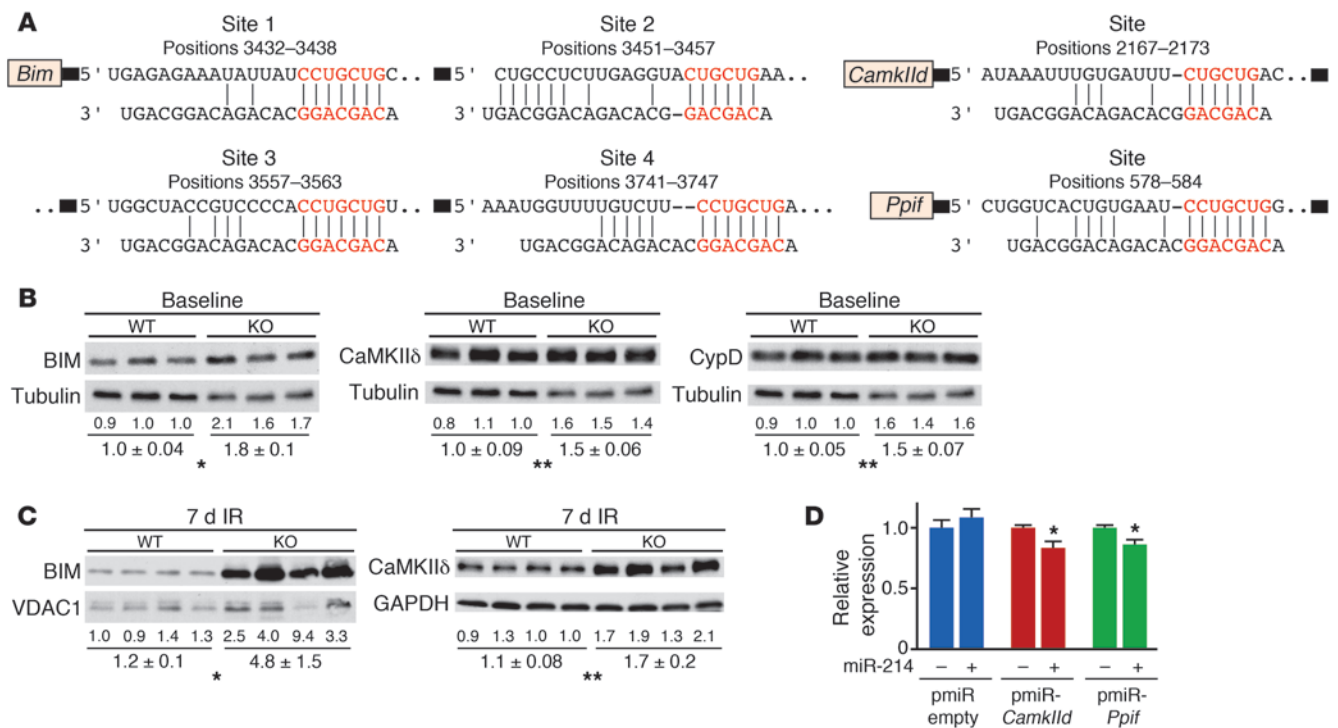 A
Site 1
Positions 3432–3438
Bim 5' UGAGAGAAAUAUUAUCCUGCUGC..
3' UGACGGACAGACACGGACGACA
Site 2
Positions 3451–3457
5' CUGCCUCUUGAGGUACUGCUGAA..
3' UGACGGACAGACACG–GACGACA
Site
Positions 2167–2173
CamkIId 5' AUAAAUUUGUGAUUU–CUGCUGAC..
3' UGACGGACAGACACGGACGACA
Site 3
Positions 3557–3563
.. 5' UGGCUACCGUCCCCACCUGCUGU..
3' UGACGGACAGACACGGACGACA
Site 4
Positions 3741–3747
5' AAAUGGUUUUGUCUU––CCUGCUGA...
3' UGACGGACAGACACGGACGACA
Site
Positions 578–584
Ppif 5' CUGGUCACUGUGAAU–CCUGCUGG..
3' UGACGGACAGACACGGACGACA
B
Baseline
WT KO
BIM
Tubulin
0.9 1.0 1.0 2.1 1.6 1.7
1.0 ± 0.04 1.8 ± 0.1
*
Baseline
WT KO
CaMKIIδ
Tubulin
0.8 1.1 1.0 1.6 1.5 1.4
1.0 ± 0.09 1.5 ± 0.06
**
Baseline
WT KO
CypD
Tubulin
0.9 1.0 1.0 1.6 1.4 1.6
1.0 ± 0.05 1.5 ± 0.07
**
C
7 d IR
WT KO
BIM
VDAC1
1.0 0.9 1.4 1.3 2.5 4.0 9.4 3.3
1.2 ± 0.1 4.8 ± 1.5
*
7 d IR
WT KO
CaMKIIδ
GAPDH
0.9 1.3 1.0 1.0 1.7 1.9 1.3 2.1
1.1 ± 0.08 1.7 ± 0.2
**
D
Relative
expression
1.0
0.5
0
* *
miR-214 – + – + – +
pmiR
empty
pmiR-
CamkIId
pmiR-
Ppif